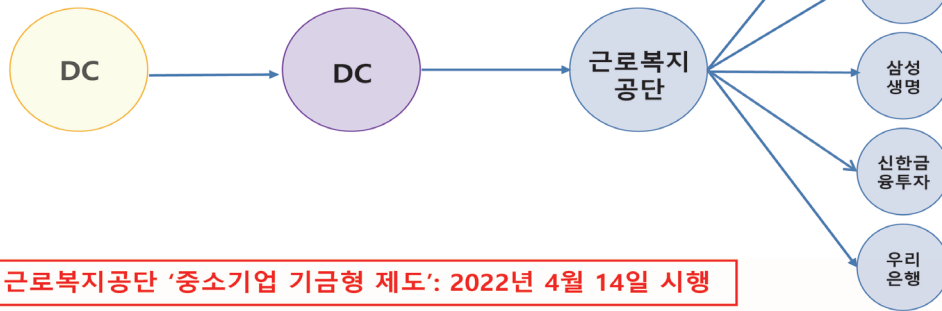 DC
DC
근로복지
공단
삼성
생명
신한금
융투자
우리
은행
근로복지공단 ‘중소기업 기금형 제도’: 2022년 4월 14일 시행